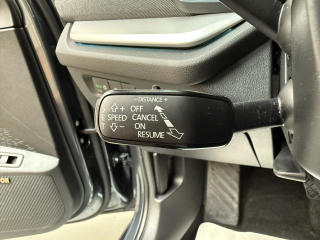 −DISTANCE+
+ OFF
SPEED CANCEL
− ON
RESUME